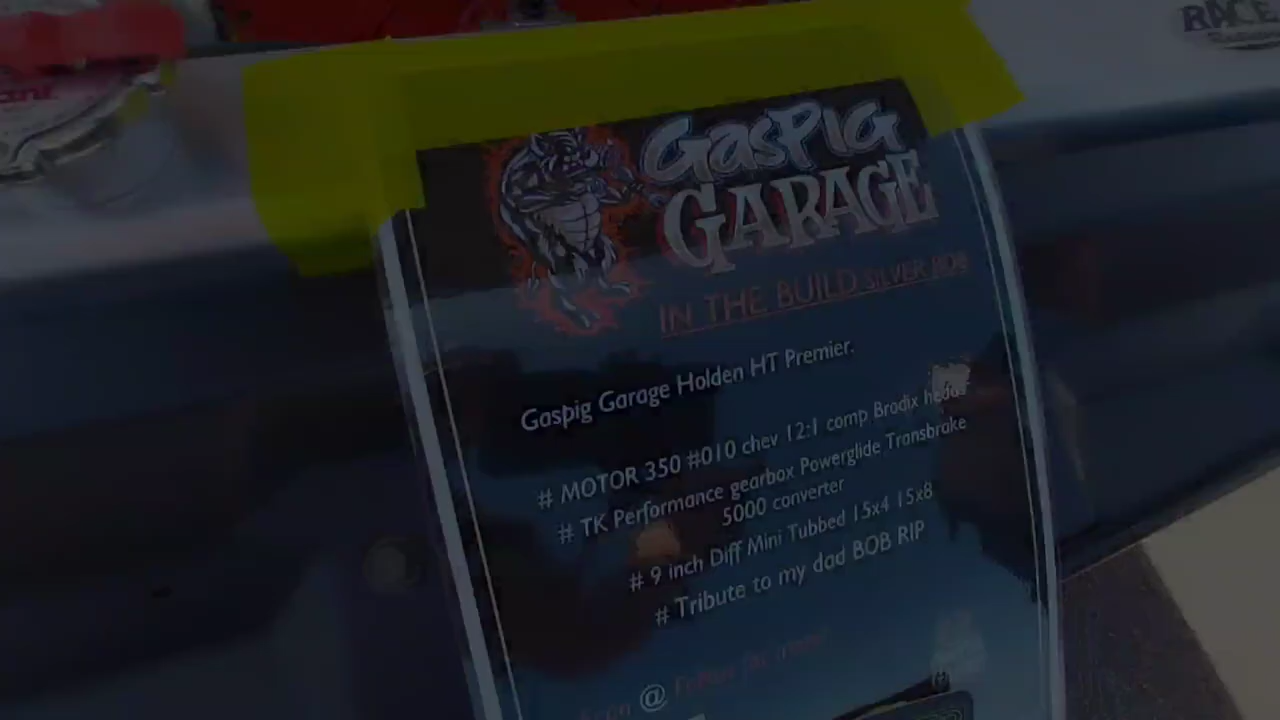 RACE
GASPIG
GARAGE
IN THE BUILD SILVER BOB
Gaspig Garage Holden HT Premier.
# MOTOR 350 #010 chev 12:1 comp Brodix heads
# TK Performance gearbox Powerglide Transbrake
5000 converter
# 9 inch Diff Mini Tubbed 15x4 15x8
# Tribute to my dad BOB RIP
@